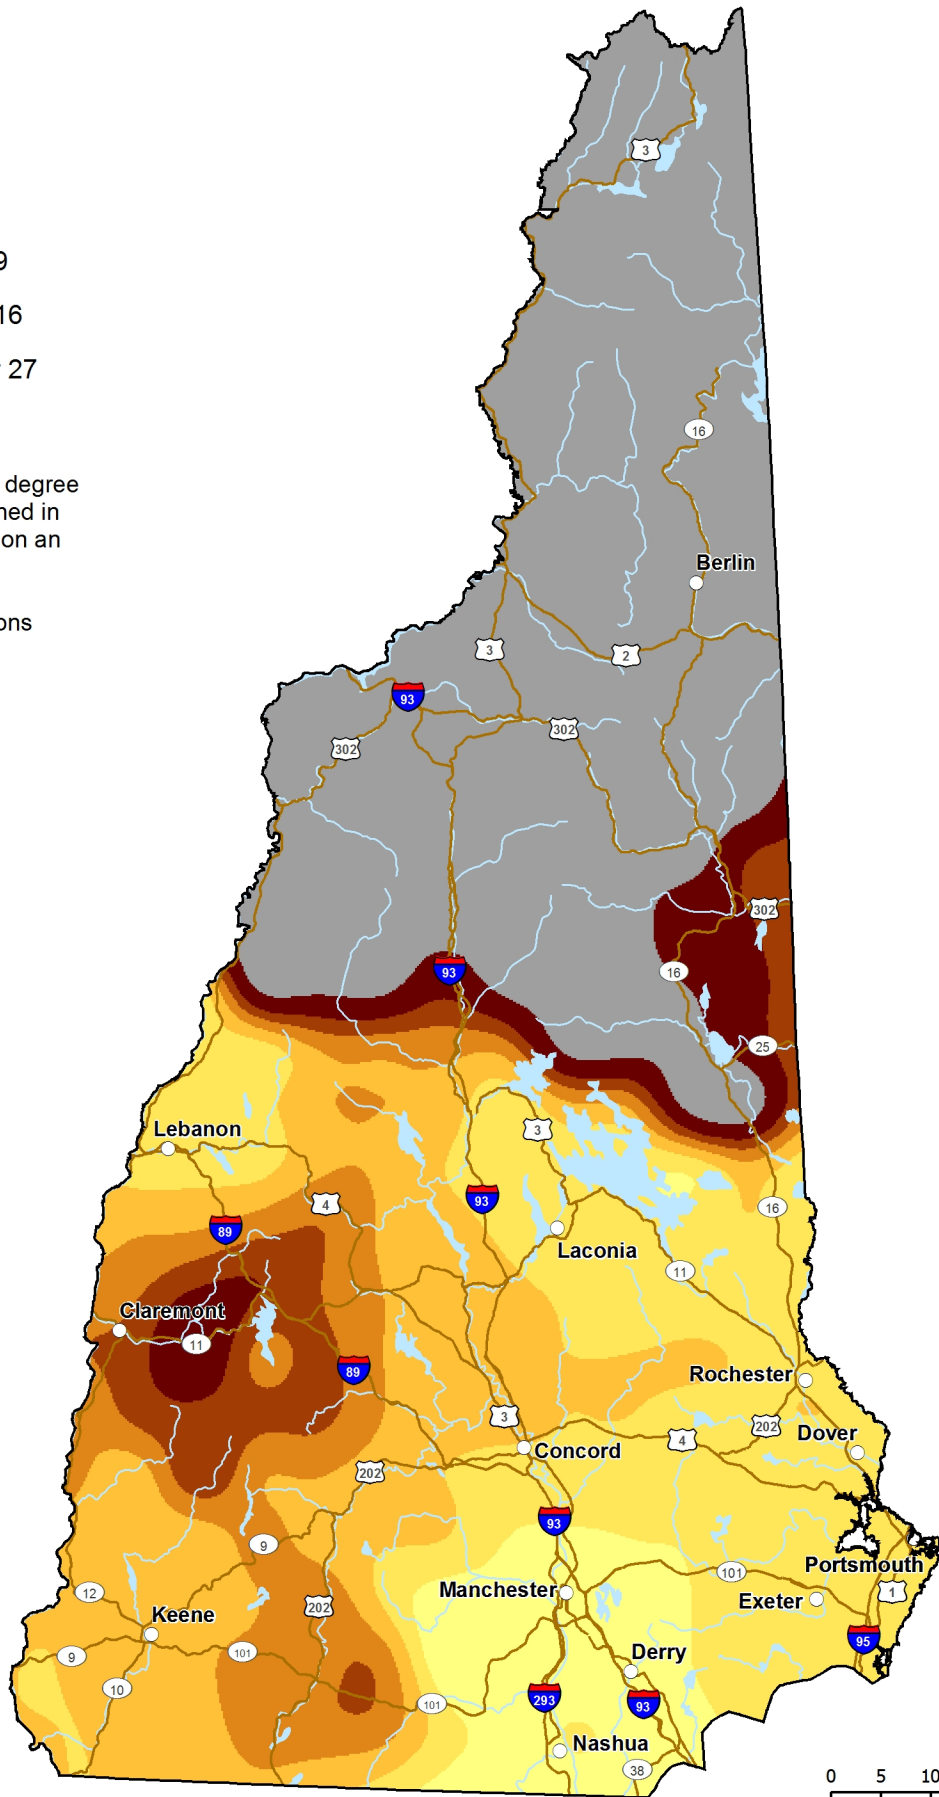 3
9
16
27
16
degree
ned in
on an
Berlin
ons
3
2
93
302
302
302
93
16
25
Lebanon
3
4
93
16
89
Laconia
11
Claremont
11
89
Rochester
3
202
Dover
4
Concord
202
93
9
Portsmouth
101
Manchester
1
12
Exeter
202
Keene
95
Derry
101
9
10
293
93
101
Nashua
38
0 5 10